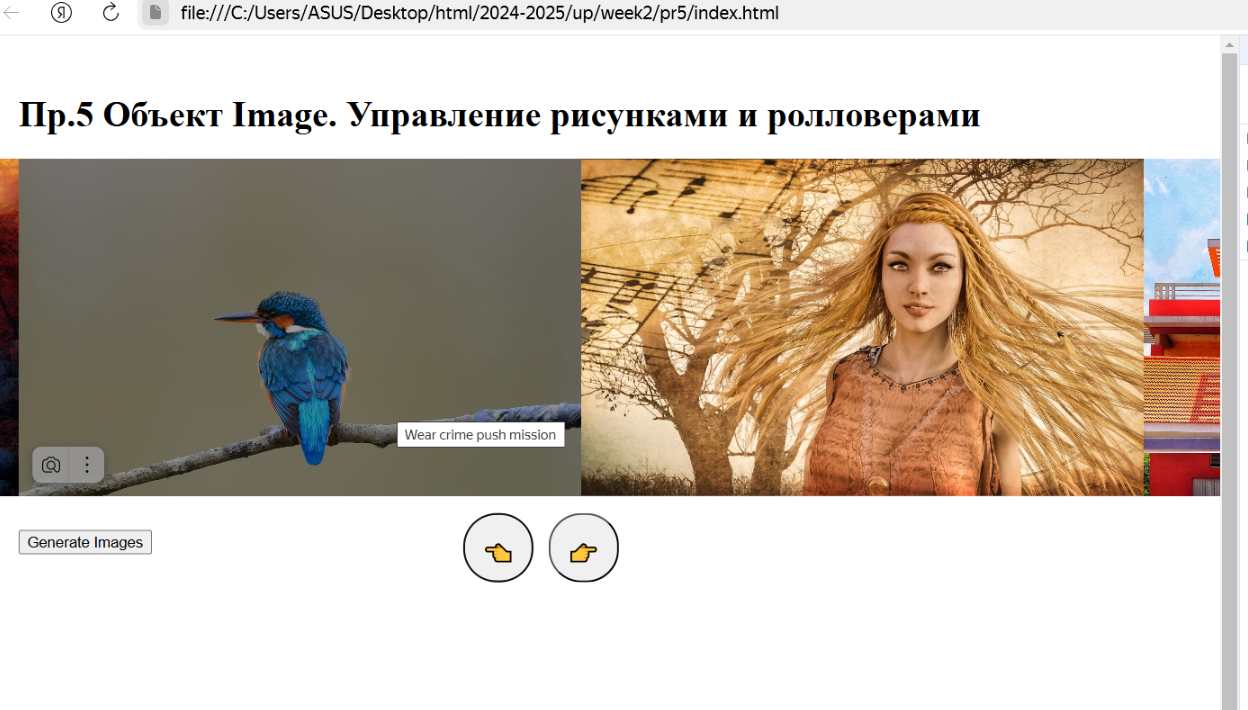 file:///C:/Users/ASUS/Desktop/html/2024-2025/up/week2/pr5/index.html
Пр.5 Объект Image. Управление рисунками и ролловерами
Wear crime push mission
Generate Images